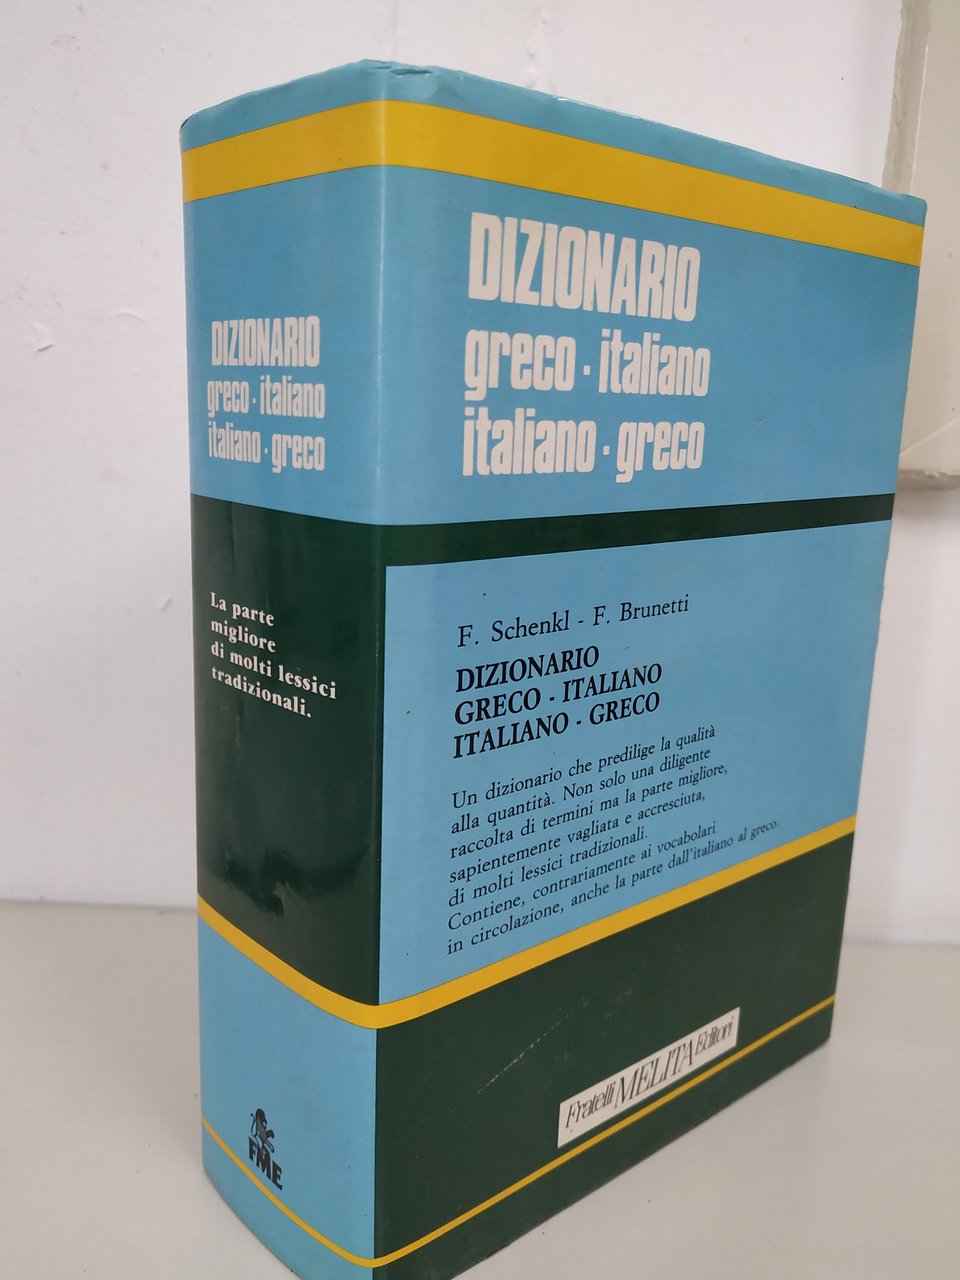 DIZIONARIO
greco · italiano
italiano · greco
La parte
migliore
di molti lessici
tradizionali.
FME
DIZIONARIO
greco · italiano
italiano · greco
F. Schenkl - F. Brunetti
DIZIONARIO
GRECO - ITALIANO
ITALIANO - GRECO
Un dizionario che predilige la qualità
alla quantità. Non solo una diligente
raccolta di termini ma la parte migliore,
sapientemente vagliata e accresciuta,
di molti lessici tradizionali.
Contiene, contrariamente ai vocabolari
in circolazione, anche la parte dall'italiano al greco.
Fratelli MELITA Editori